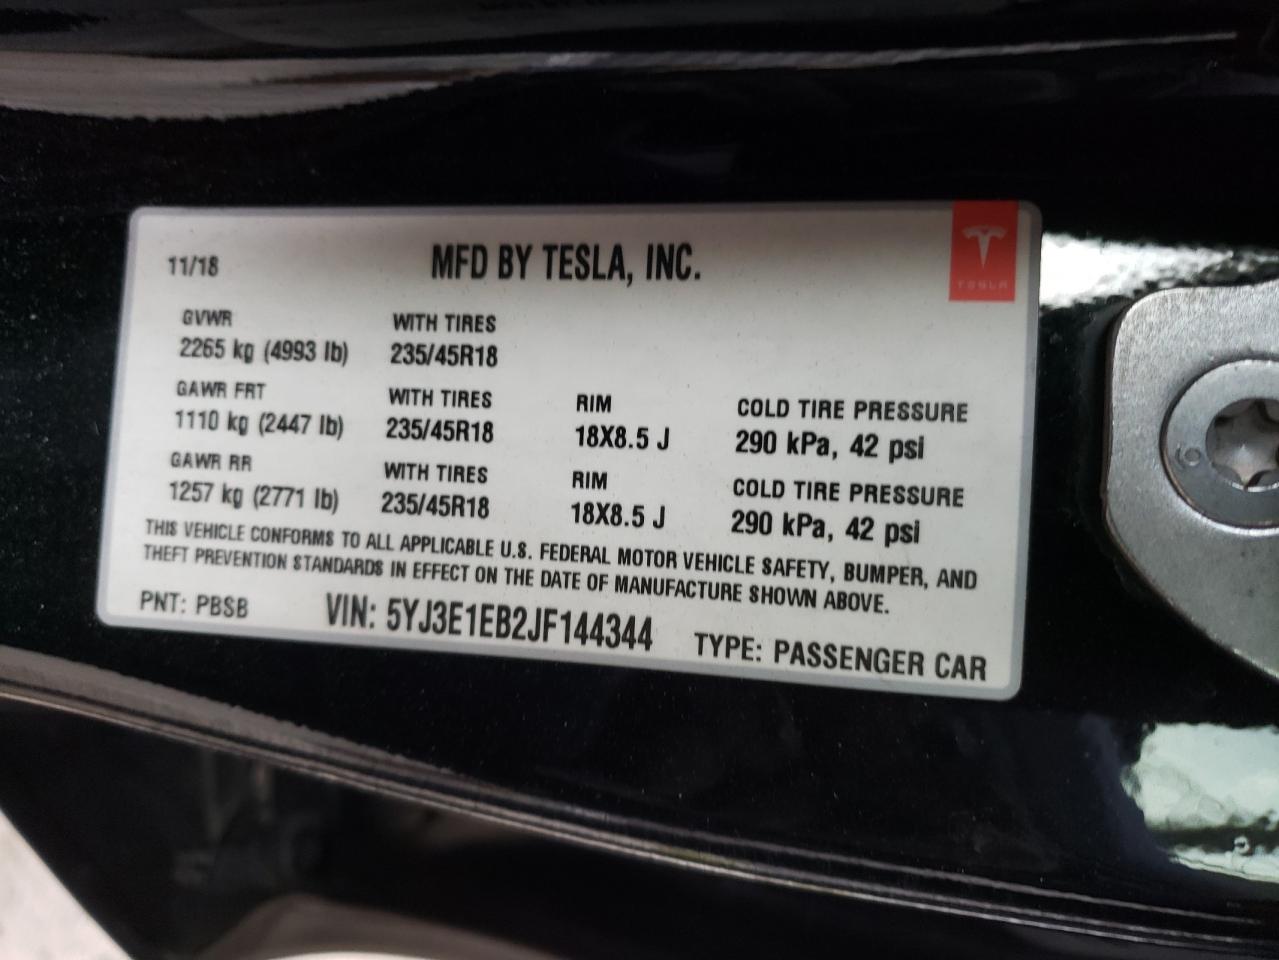 11/18 MFD BY TESLA, INC.
TESLA
GVWR WITH TIRES
2265 kg (4993 lb) 235/45R18
GAWR FRT WITH TIRES RIM COLD TIRE PRESSURE
1110 kg (2447 lb) 235/45R18 18X8.5 J 290 kPa, 42 psi
GAWR RR WITH TIRES RIM COLD TIRE PRESSURE
1257 kg (2771 lb) 235/45R18 18X8.5 J 290 kPa, 42 psi
THIS VEHICLE CONFORMS TO ALL APPLICABLE U.S. FEDERAL MOTOR VEHICLE SAFETY, BUMPER, AND
THEFT PREVENTION STANDARDS IN EFFECT ON THE DATE OF MANUFACTURE SHOWN ABOVE.
PNT: PBSB VIN: 5YJ3E1EB2JF144344 TYPE: PASSENGER CAR